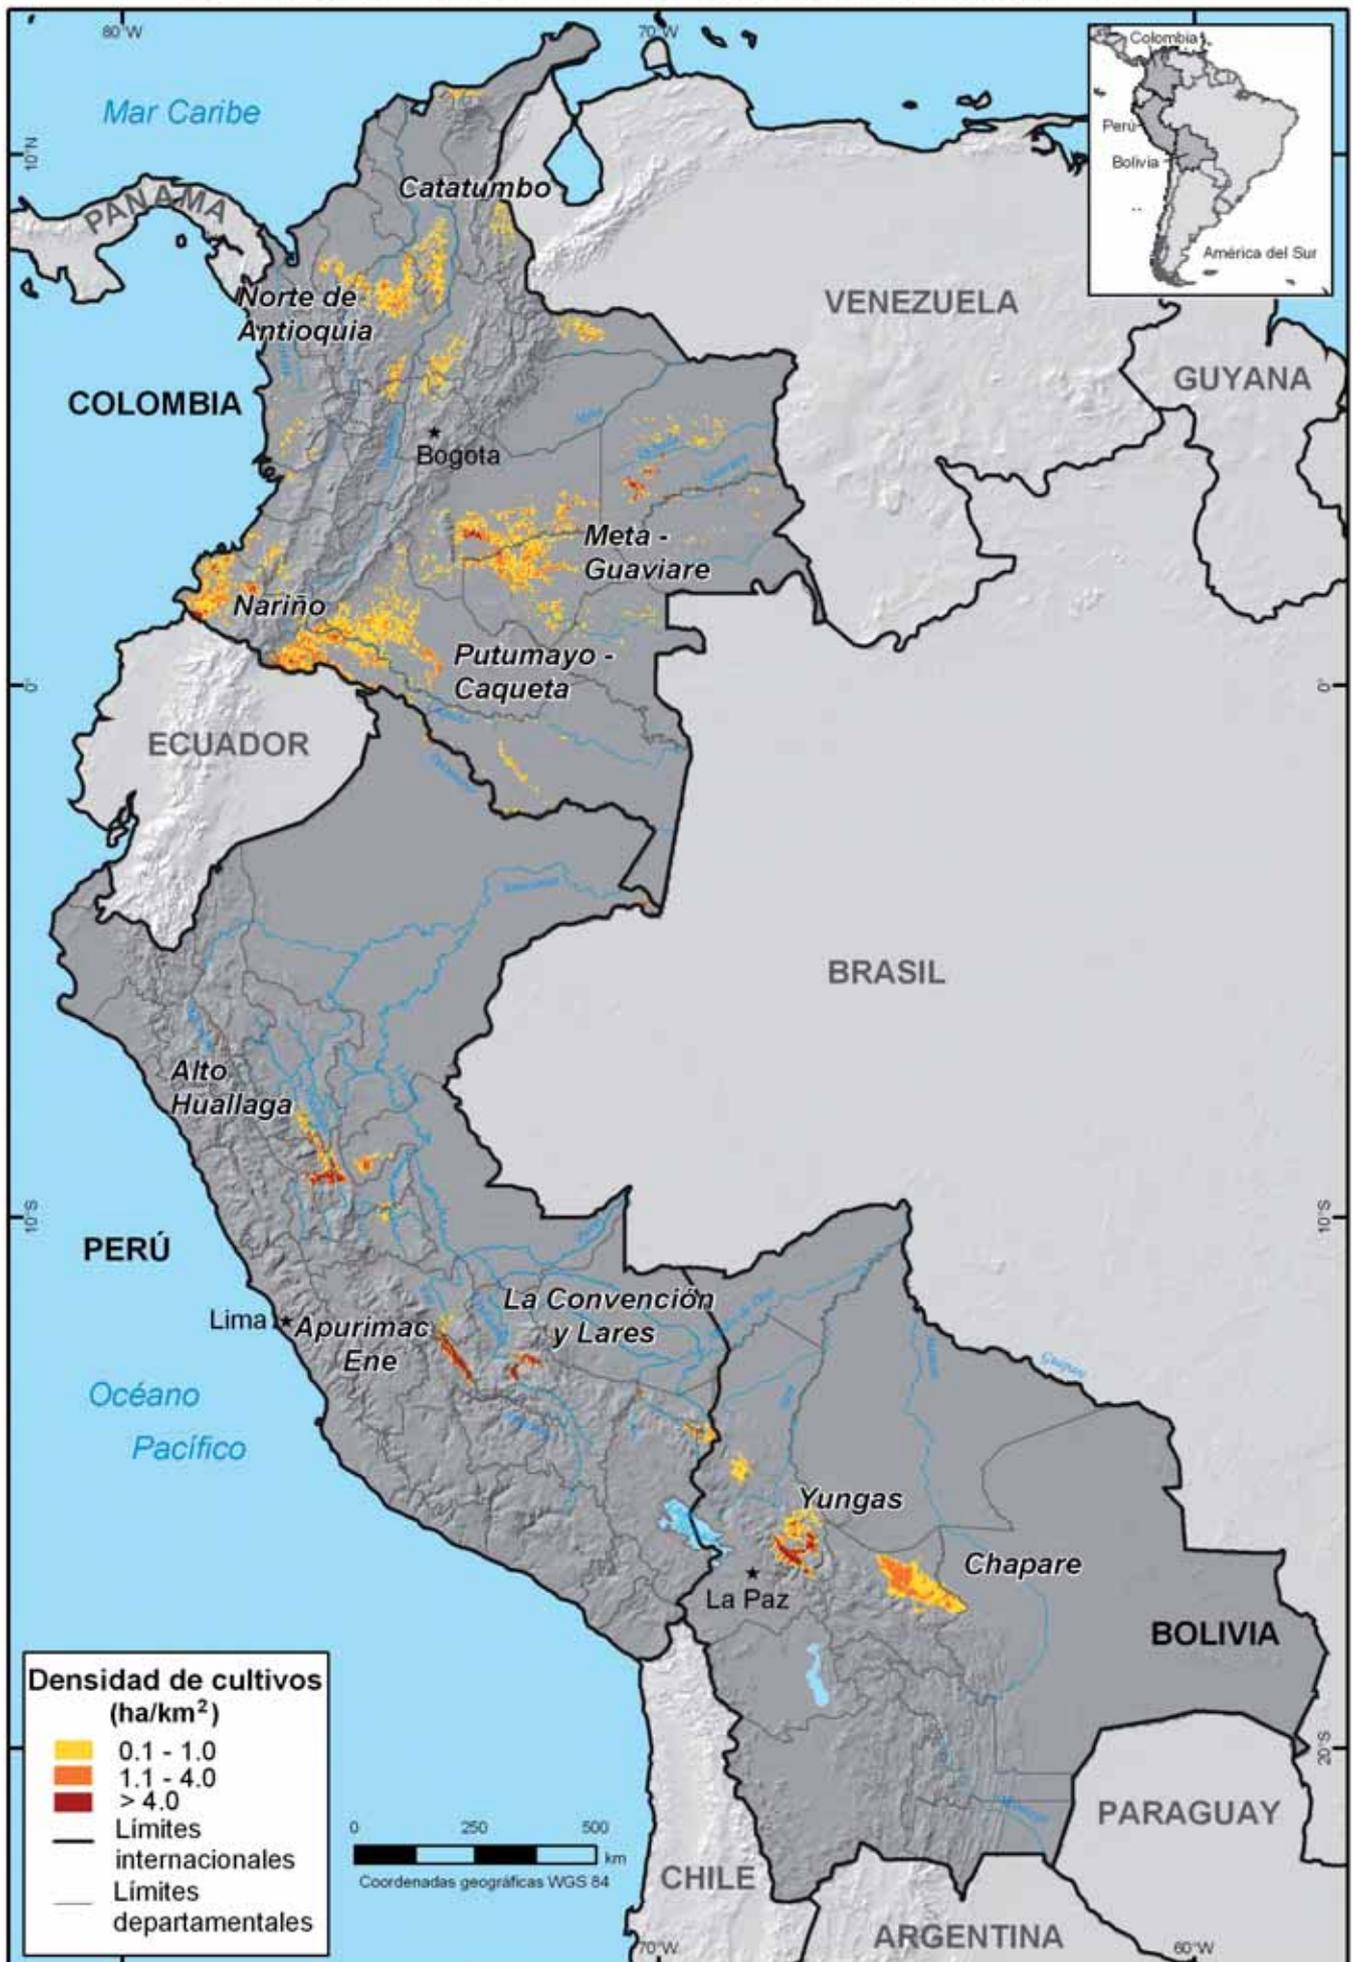 80°W
70°W
Colombia
Perú
Bolivia
América del Sur
Mar Caribe
10°N
PANAMA
Catatumbo
Norte de
Antioquia
VENEZUELA
GUYANA
COLOMBIA
Bogota
Meta
Meta -
Guaviare
Nariño
Putumayo -
Caqueta
0°
0°
ECUADOR
BRASIL
Alto
Huallaga
10°S
10°S
PERÚ
La Convención
y Lares
Lima
Apurimac
Ene
Océano
Pacífico
Yungas
Chapare
La Paz
BOLIVIA
Densidad de cultivos
(ha/km²)
0.1 - 1.0
1.1 - 4.0
> 4.0
Límites
internacionales
Límites
departamentales
0 250 500
km
Coordenadas geográficas WGS 84
20°S
PARAGUAY
CHILE
ARGENTINA
70°W
60°W